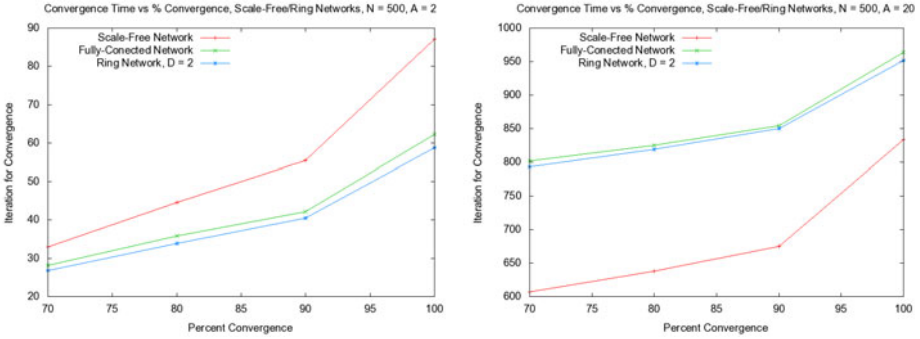 Convergence Time vs % Convergence, Scale-Free/Ring Networks, N = 500, A = 2
90
80
70
60
50
40
30
20
Iteration for Convergence
Scale-Free Network
Fully-Conected Network
Ring Network, D = 2
70 75 80 85 90 95 100
Percent Convergence
Convergence Time vs % Convergence, Scale-Free/Ring Networks, N = 500, A = 20
1000
950
900
850
800
750
700
650
600
Iteration for Convergence
Scale-Free Network
Fully-Conected Network
Ring Network, D = 2
70 75 80 85 90 95 100
Percent Convergence